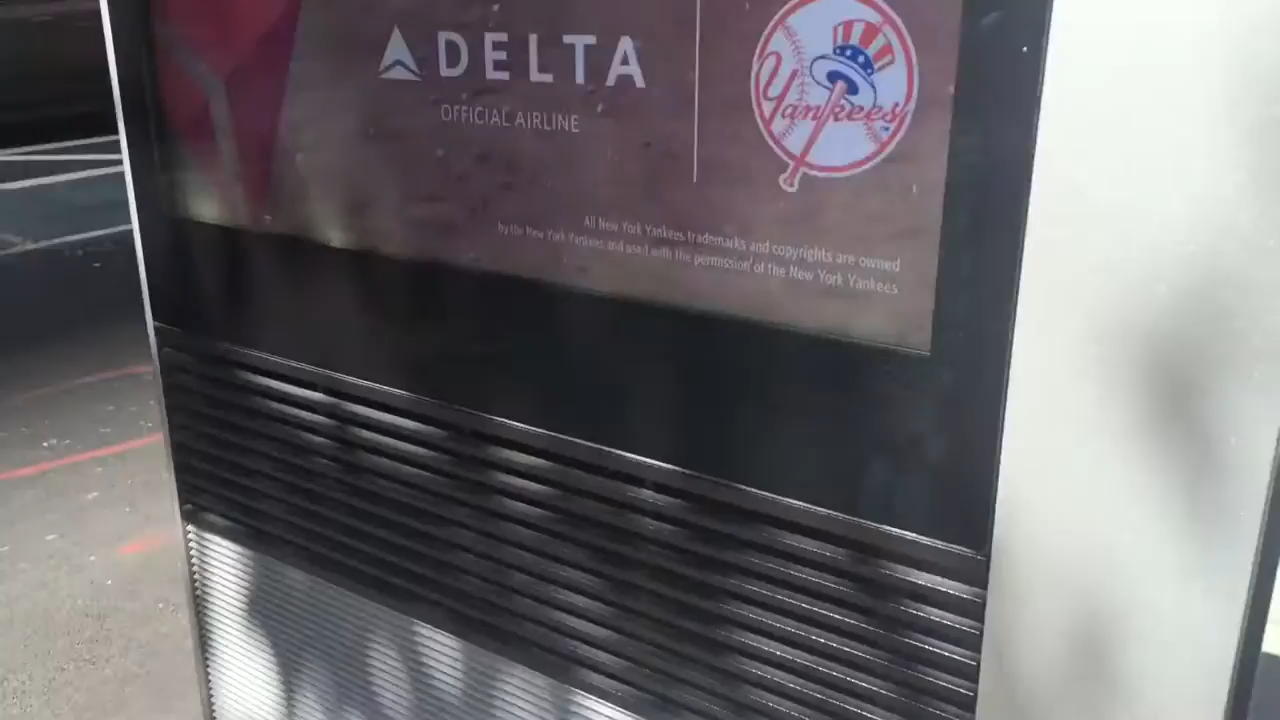 DELTA
OFFICIAL AIRLINE
Yankees
All New York Yankees trademarks and copyrights are owned
by the New York Yankees and used with the permission of the New York Yankees